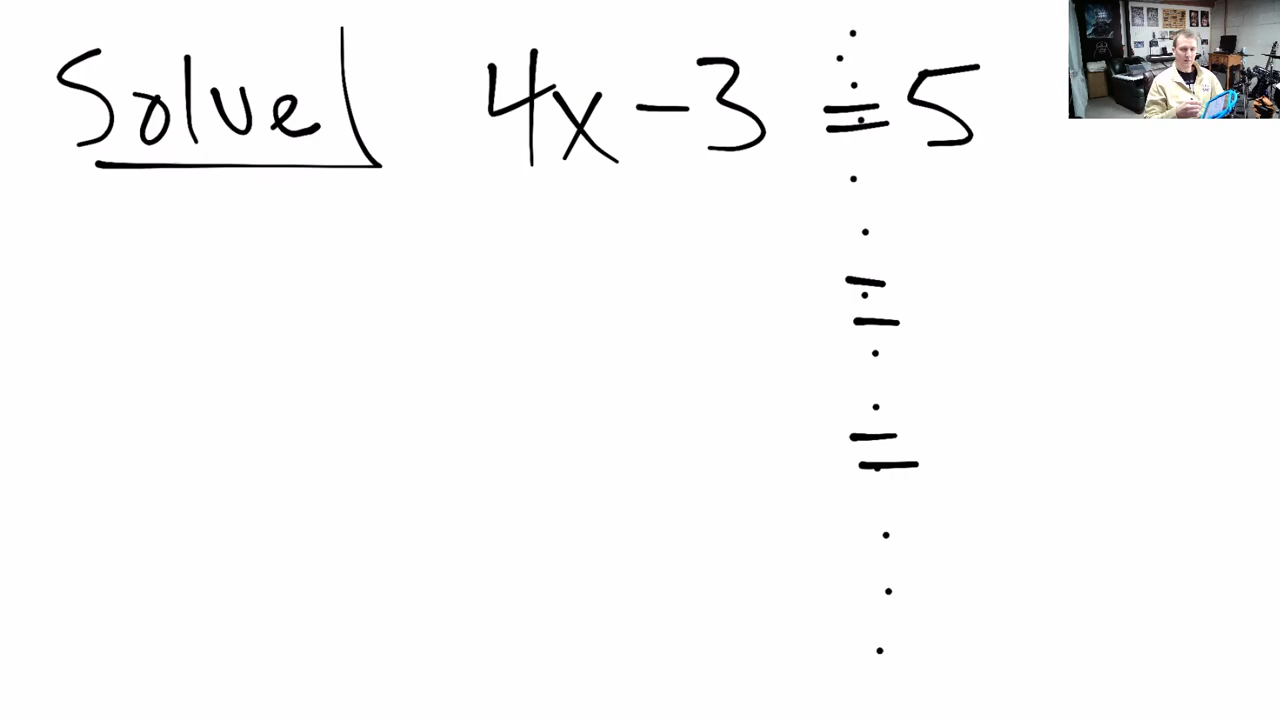 Solve 4x - 3 = 5
=
=